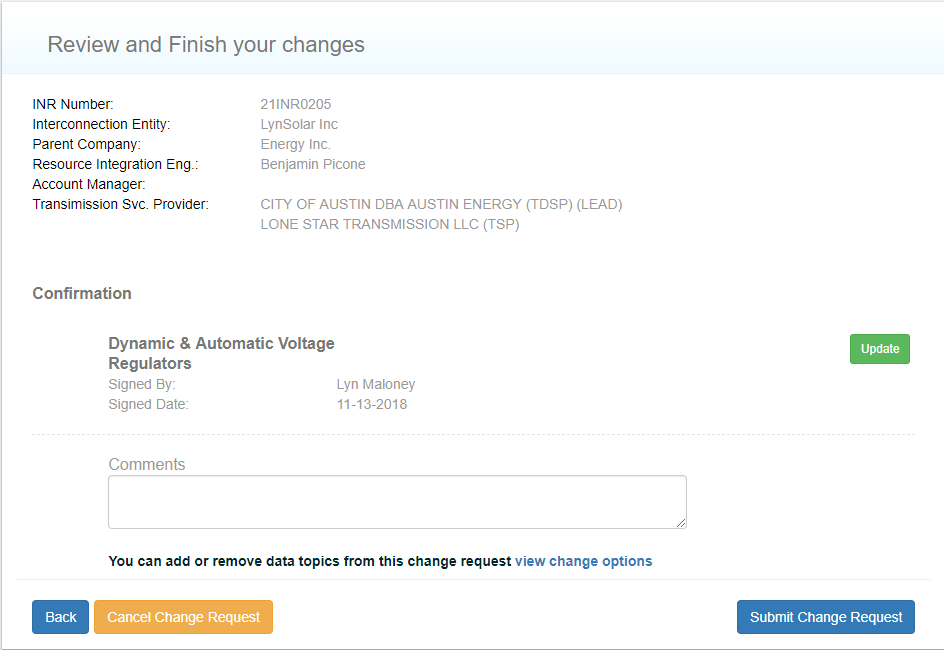 Review and Finish your changes
INR Number: 21INR0205
Interconnection Entity: LynSolar Inc
Parent Company: Energy Inc.
Resource Integration Eng.: Benjamin Picone
Account Manager:
Transimission Svc. Provider: CITY OF AUSTIN DBA AUSTIN ENERGY (TDSP) (LEAD)
LONE STAR TRANSMISSION LLC (TSP)
Confirmation
Dynamic & Automatic Voltage
Regulators
Update
Signed By: Lyn Maloney
Signed Date: 11-13-2018
Comments
You can add or remove data topics from this change request view change options
Back Cancel Change Request Submit Change Request